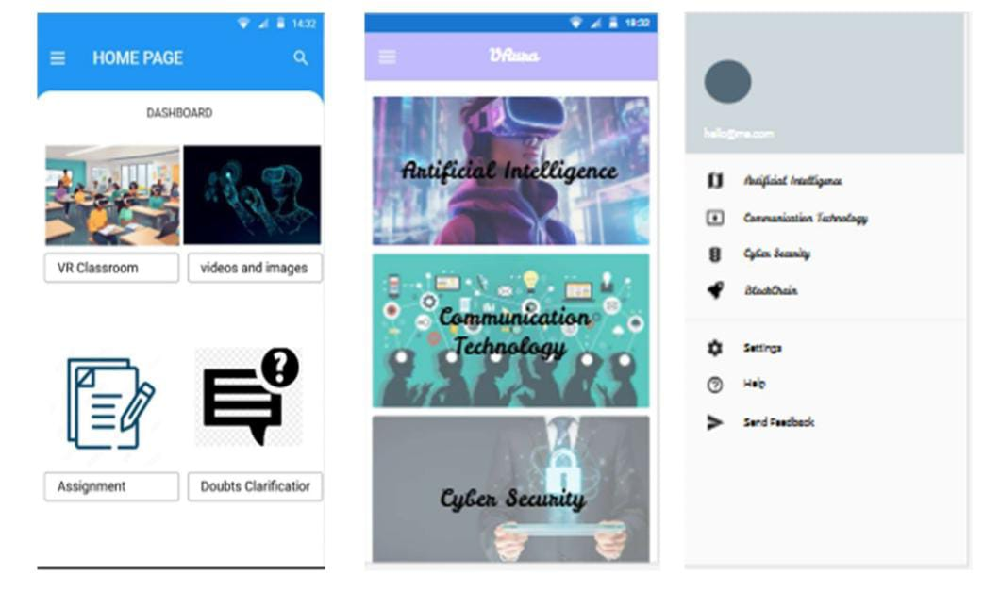 14:32
HOME PAGE
DASHBOARD
VR Classroom
videos and images
?
Assignment
Doubts Clarificatior
18:32
VAura
Artificial Intelligence
Communication
Technology
Cyber Security
hello@me.com
Artificial Intelligence
Communication Technology
Cyber Security
BlockChain
Settings
Help
Send Feedback